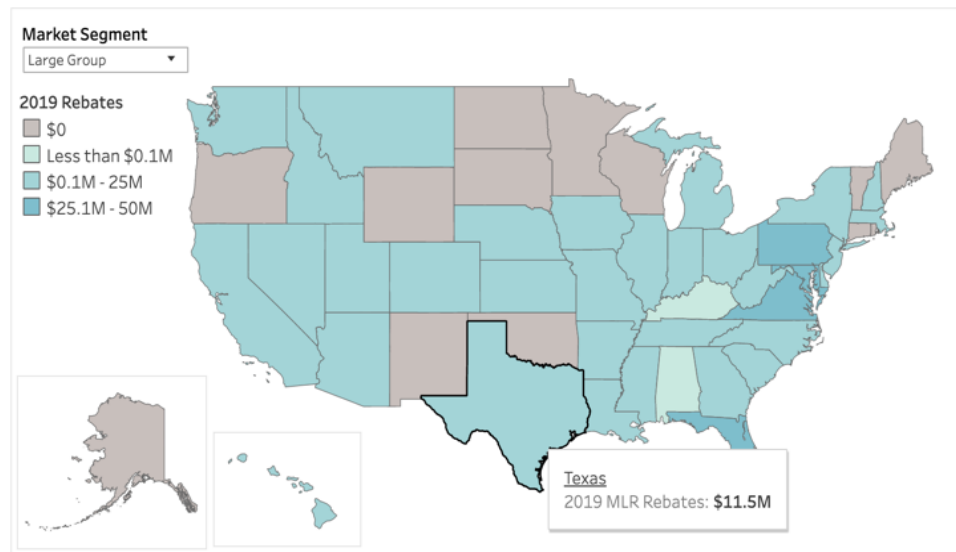 Market Segment
Large Group
2019 Rebates
$0
Less than $0.1M
$0.1M - 25M
$25.1M - 50M
Texas
2019 MLR Rebates: $11.5M